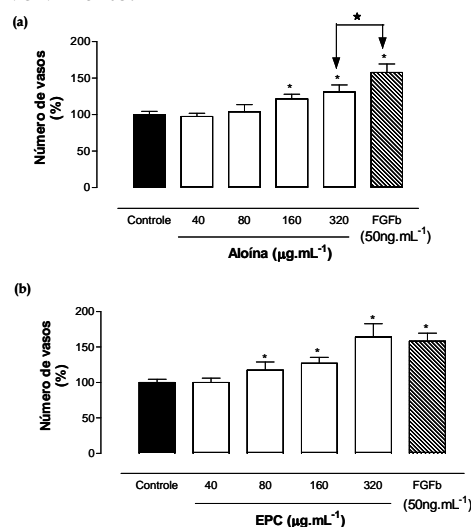 (a)
*
200
150
100
50
0
Número de vasos
(%)
* * *
Controle 40 80 160 320 FGFb
(50ng.mL-1)
Aloína (µg.mL-1)
(b)
200
150
100
50
0
Número de vasos
(%)
* * * *
Controle 40 80 160 320 FGFb
(50ng.mL-1)
EPC (µg.mL-1)